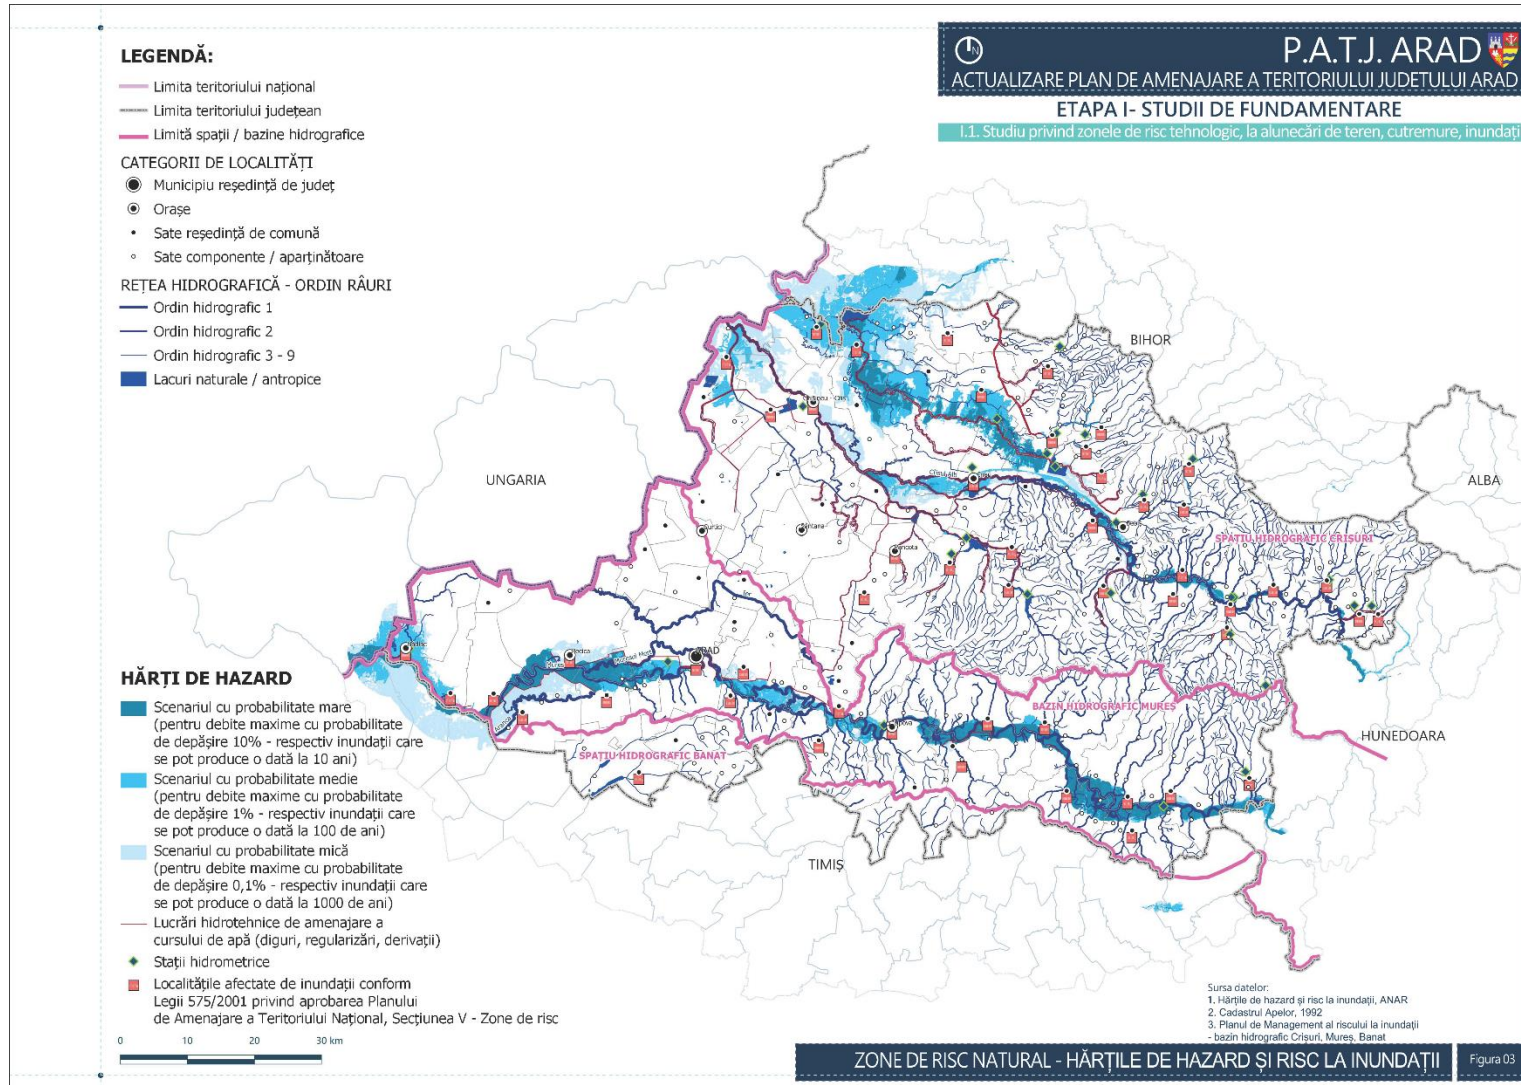 P.A.T.J. ARAD
ACTUALIZARE PLAN DE AMENAJARE A TERITORIULUI JUDEȚULUI ARAD
ETAPA I- STUDII DE FUNDAMENTARE
I.1. Studiu privind zonele de risc tehnologic, la alunecări de teren, cutremure, inundați
LEGENDĂ:
Limita teritoriului național
Limita teritoriului județean
Limită spații / bazine hidrografice
CATEGORII DE LOCALITĂȚI
Municipiu reședință de județ
Orașe
Sate reședință de comună
Sate componente / aparținătoare
REȚEA HIDROGRAFICĂ - ORDIN RÂURI
Ordin hidrografic 1
Ordin hidrografic 2
Ordin hidrografic 3 - 9
Lacuri naturale / antropice
BIHOR
UNGARIA
ALBA
SPAȚIU HIDROGRAFIC CRIȘURI
ARAD
BAZIN HIDROGRAFIC MUREȘ
HUNEDOARA
SPAȚIU HIDROGRAFIC BANAT
TIMIȘ
HĂRȚI DE HAZARD
Scenariul cu probabilitate mare
(pentru debite maxime cu probabilitate
de depășire 10% - respectiv inundații care
se pot produce o dată la 10 ani)
Scenariul cu probabilitate medie
(pentru debite maxime cu probabilitate
de depășire 1% - respectiv inundații care
se pot produce o dată la 100 de ani)
Scenariul cu probabilitate mică
(pentru debite maxime cu probabilitate
de depășire 0,1% - respectiv inundații care
se pot produce o dată la 1000 de ani)
Lucrări hidrotehnice de amenajare a
cursului de apă (diguri, regularizări, derivații)
Stații hidrometrice
Localitățile afectate de inundații conform
Legii 575/2001 privind aprobarea Planului
de Amenajare a Teritoriului Național, Secțiunea V - Zone de risc
0 10 20 30 km
Sursa datelor:
1. Hărțile de hazard și risc la inundații, ANAR
2. Cadastrul Apelor, 1992
3. Planul de Management al riscului la inundații
- bazin hidrografic Crișuri, Mureș, Banat
ZONE DE RISC NATURAL - HĂRȚILE DE HAZARD ȘI RISC LA INUNDAȚII
Figura 03